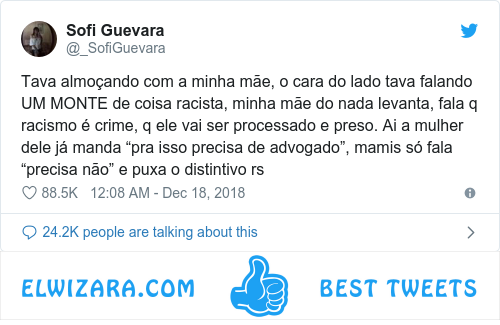 Sofi Guevara
@_SofiGuevara
Tava almoçando com a minha mãe, o cara do lado tava falando
UM MONTE de coisa racista, minha mãe do nada levanta, fala q
racismo é crime, q ele vai ser processado e preso. Ai a mulher
dele já manda “pra isso precisa de advogado”, mamis só fala
“precisa não” e puxa o distintivo rs
88.5K 12:08 AM - Dec 18, 2018
24.2K people are talking about this
ELWIZARA.COM BEST TWEETS